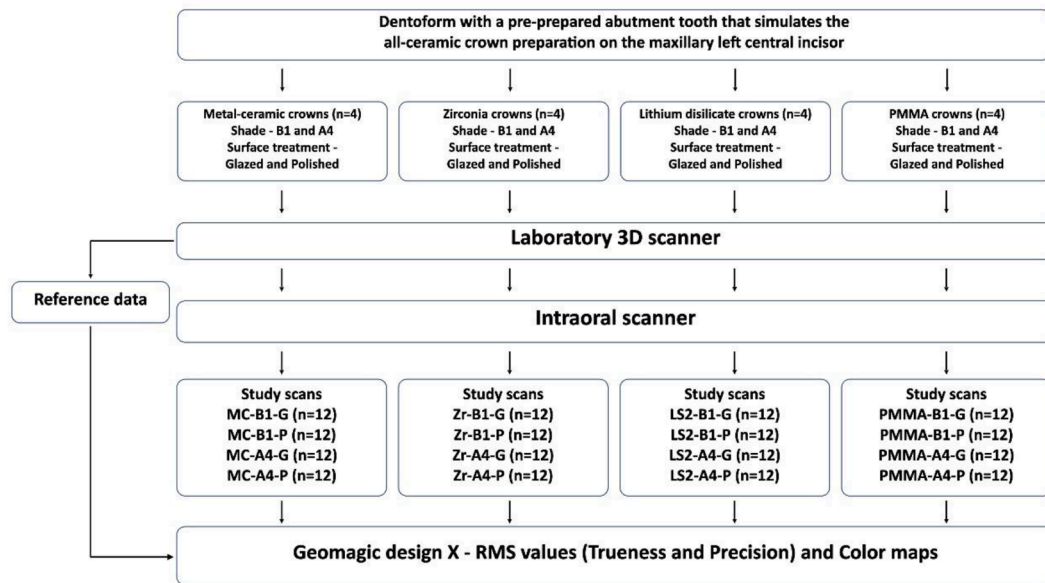 Dentoform with a pre-prepared abutment tooth that simulates the
all-ceramic crown preparation on the maxillary left central incisor
Metal-ceramic crowns (n=4)
Shade - B1 and A4
Surface treatment -
Glazed and Polished
Zirconia crowns (n=4)
Shade - B1 and A4
Surface treatment -
Glazed and Polished
Lithium disilicate crowns (n=4)
Shade - B1 and A4
Surface treatment -
Glazed and Polished
PMMA crowns (n=4)
Shade - B1 and A4
Surface treatment -
Glazed and Polished
Laboratory 3D scanner
Reference data
Intraoral scanner
Study scans
MC-B1-G (n=12)
MC-B1-P (n=12)
MC-A4-G (n=12)
MC-A4-P (n=12)
Study scans
Zr-B1-G (n=12)
Zr-B1-P (n=12)
Zr-A4-G (n=12)
Zr-A4-P (n=12)
Study scans
LS2-B1-G (n=12)
LS2-B1-P (n=12)
LS2-A4-G (n=12)
LS2-A4-P (n=12)
Study scans
PMMA-B1-G (n=12)
PMMA-B1-P (n=12)
PMMA-A4-G (n=12)
PMMA-A4-P (n=12)
Geomagic design X - RMS values (Trueness and Precision) and Color maps